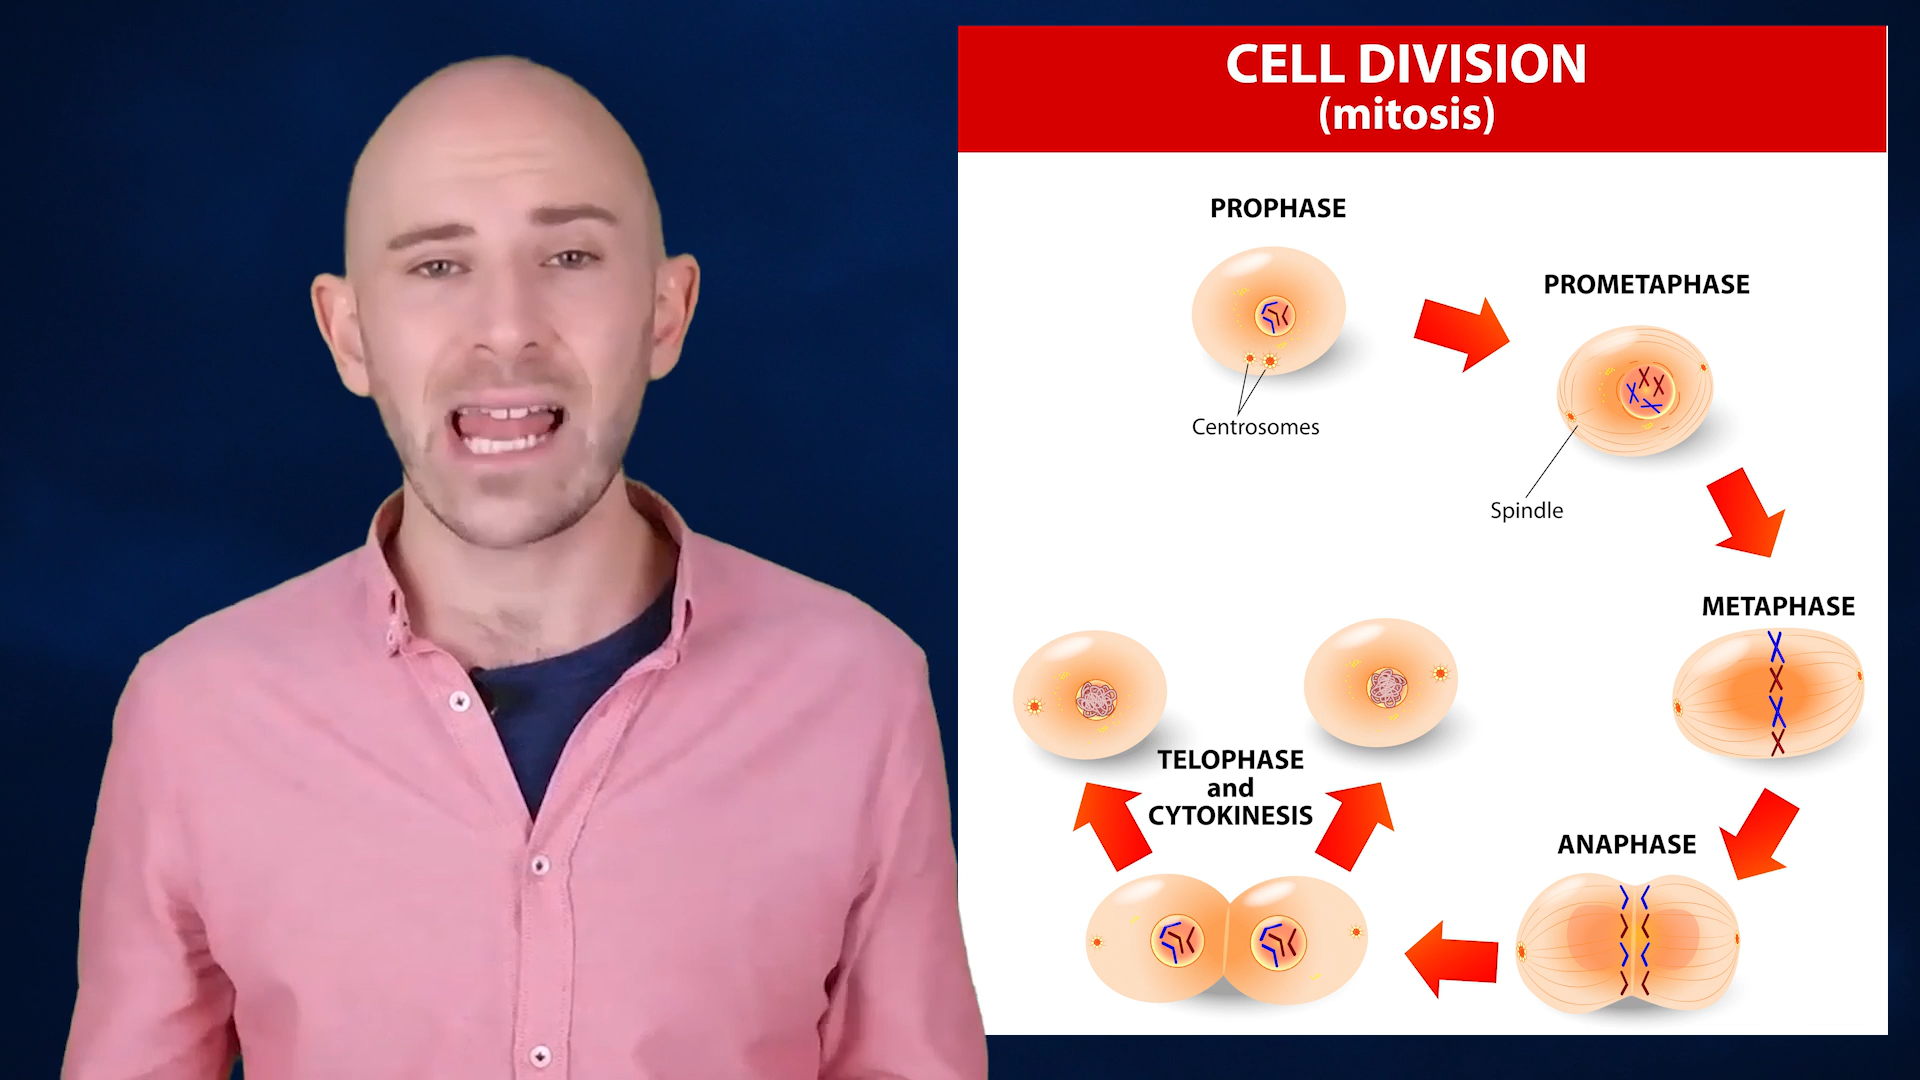 CELL DIVISION
(mitosis)
PROPHASE
PROMETAPHASE
Centrosomes
Spindle
METAPHASE
TELOPHASE
and
CYTOKINESIS
ANAPHASE